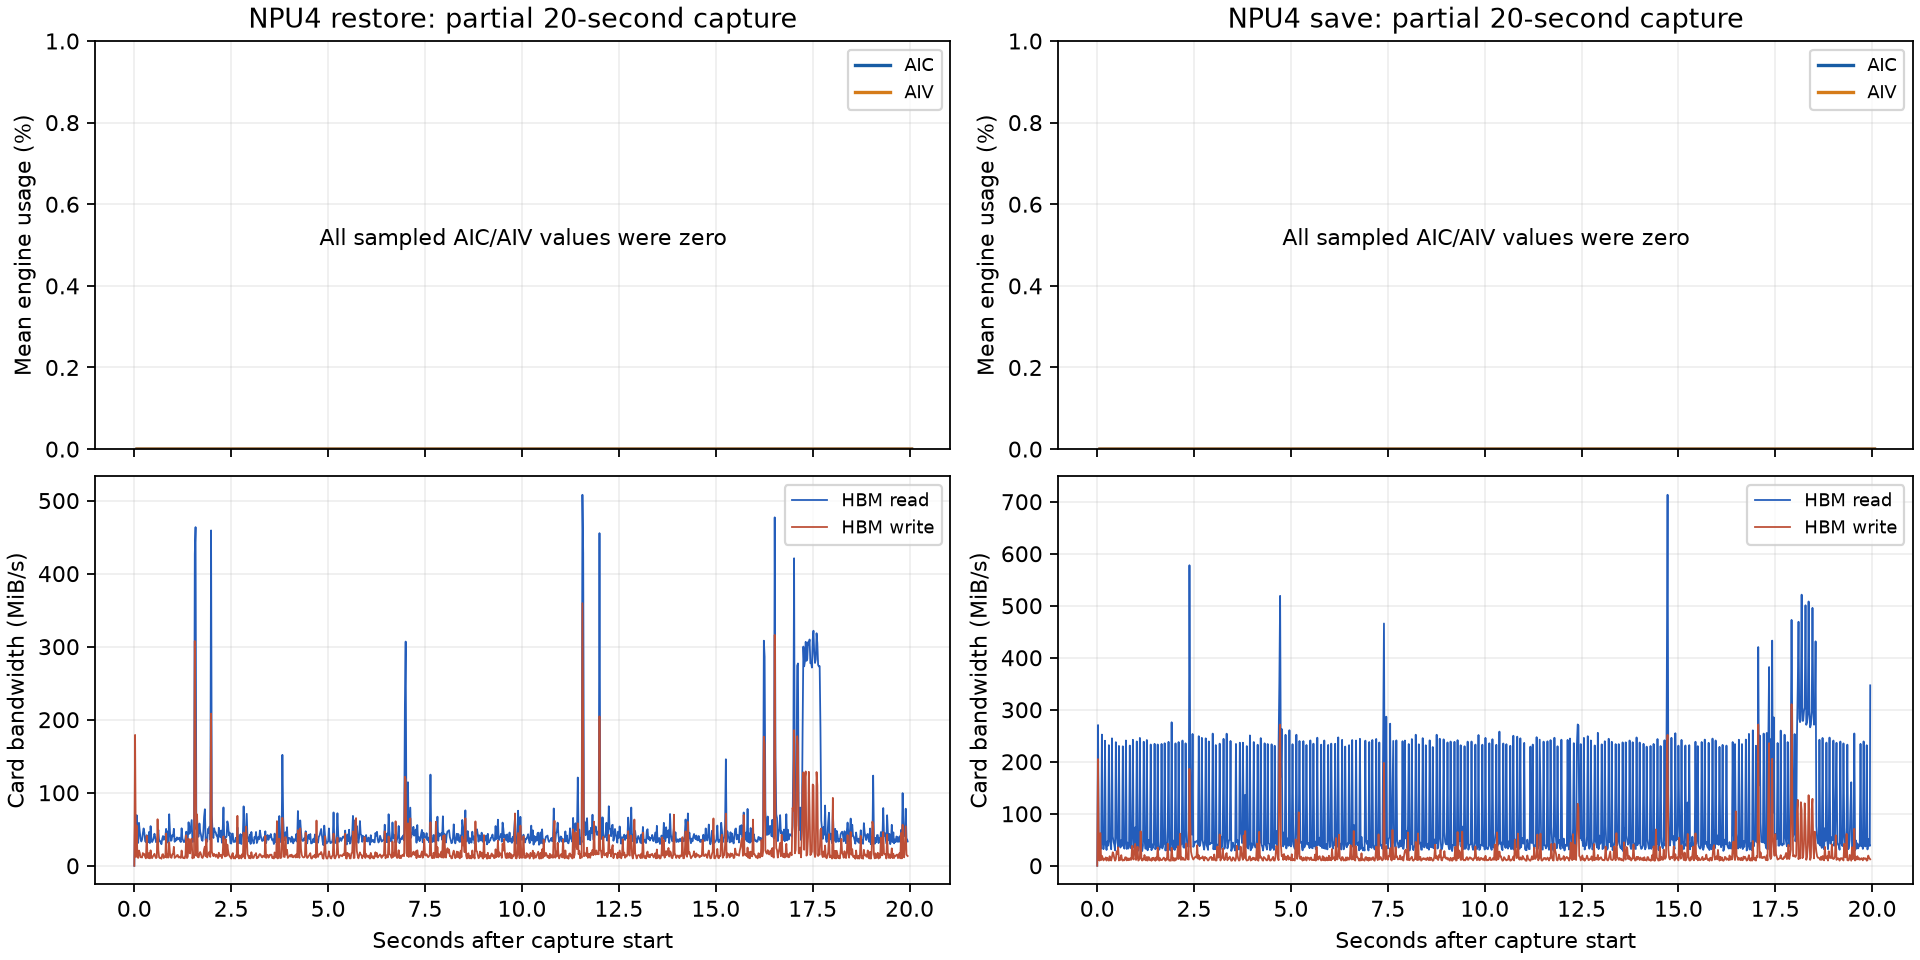 NPU4 restore: partial 20-second capture
Mean engine usage (%)
1.0
0.8
0.6
0.4
0.2
0.0
AIC
AIV
All sampled AIC/AIV values were zero
NPU4 save: partial 20-second capture
Mean engine usage (%)
1.0
0.8
0.6
0.4
0.2
0.0
AIC
AIV
All sampled AIC/AIV values were zero
Card bandwidth (MiB/s)
500
400
300
200
100
0
HBM read
HBM write
0.0 2.5 5.0 7.5 10.0 12.5 15.0 17.5 20.0
Seconds after capture start
Card bandwidth (MiB/s)
700
600
500
400
300
200
100
0
HBM read
HBM write
0.0 2.5 5.0 7.5 10.0 12.5 15.0 17.5 20.0
Seconds after capture start